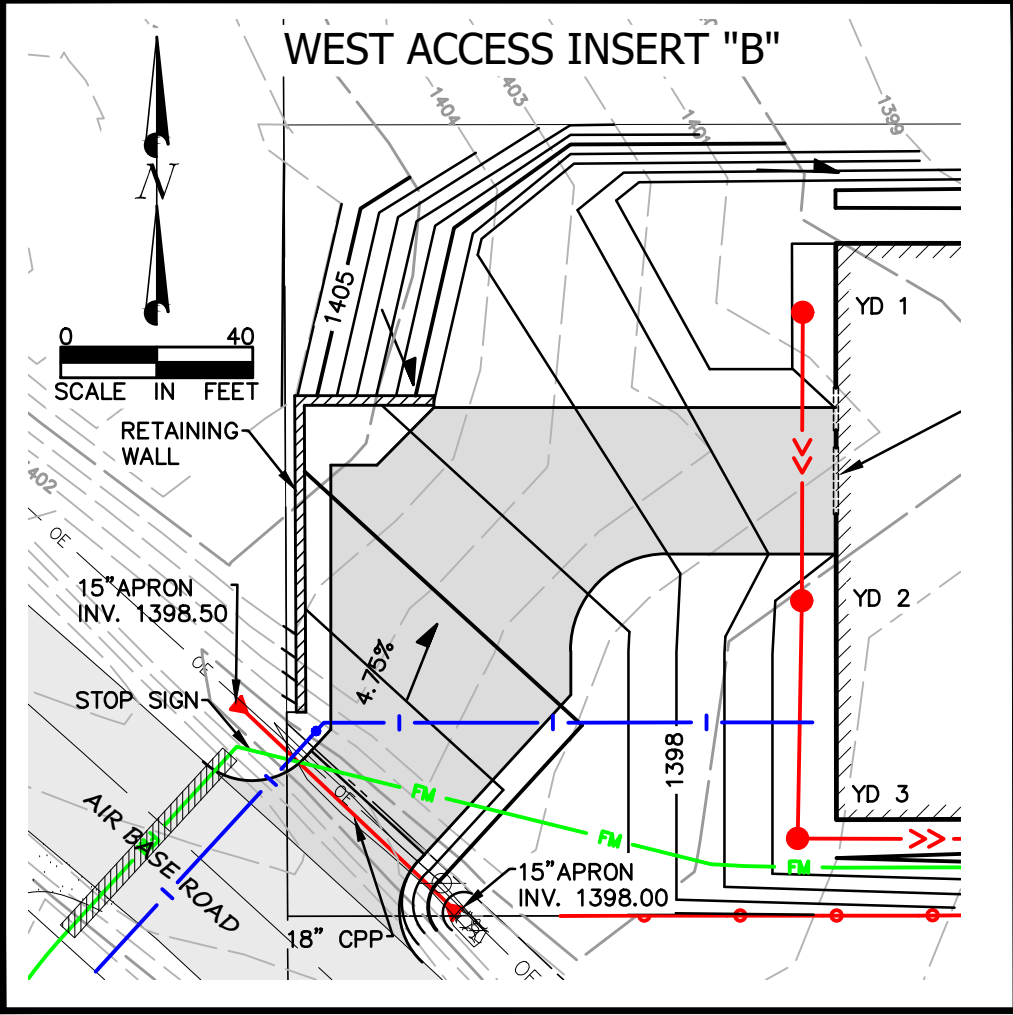 WEST ACCESS INSERT "B"
1404
403
1401
1399
N
1405
0 40
SCALE IN FEET
YD 1
RETAINING
WALL
402
OE
15"APRON
INV. 1398.50
YD 2
OE
4.75%
STOP SIGN
1398
OE
FM
YD 3
AIR BASE ROAD
FM
FM
15"APRON
INV. 1398.00
18" CPP
OE